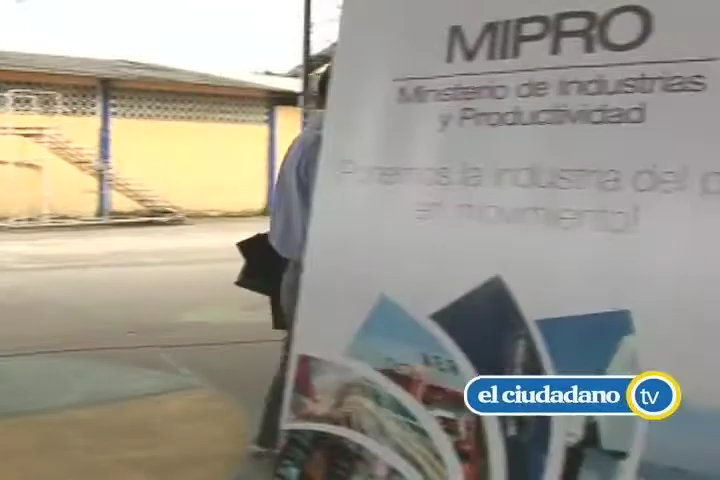 MIPRO
Ministerio de Industrias
y Productividad
Ponemos la industria del
en movimiento!
el ciudadano tv